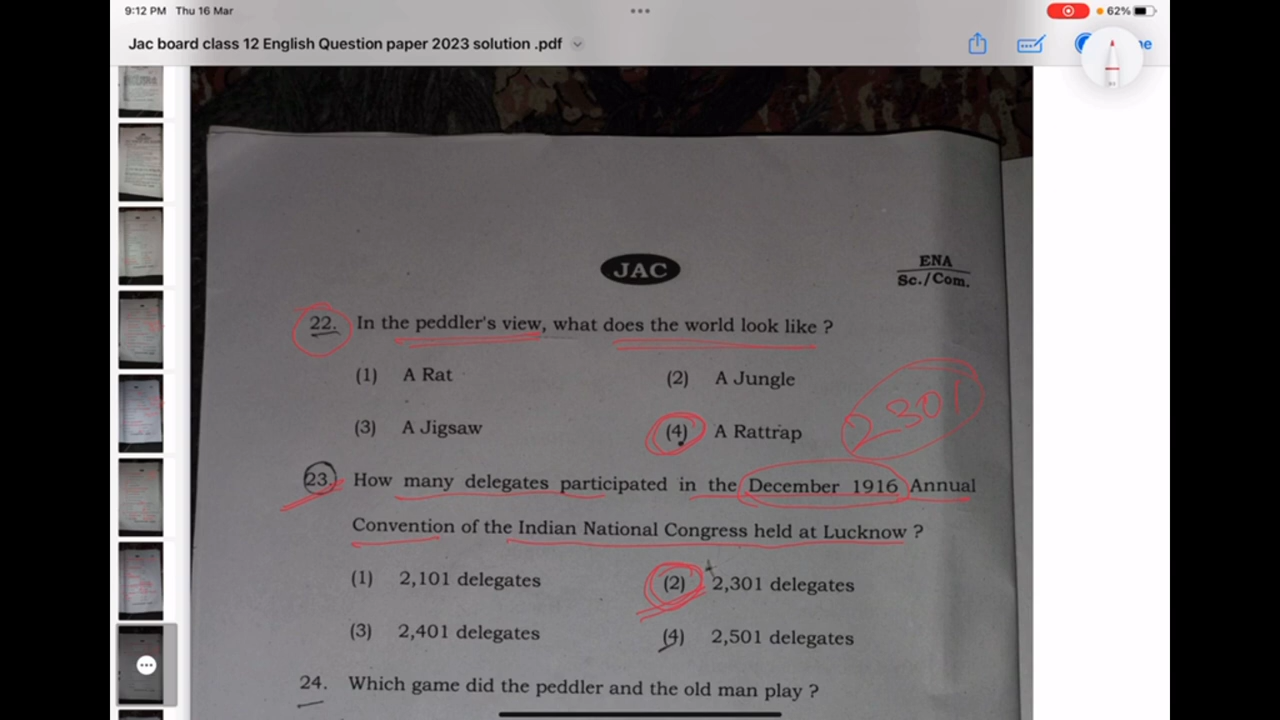 9:12 PM Thu 16 Mar
62%
Jac board class 12 English Question paper 2023 solution .pdf
JAC
ENA
Sc./Com.
22. In the peddler's view, what does the world look like ?
(1) A Rat
(2) A Jungle
(3) A Jigsaw
(4) A Rattrap
2301
23. How many delegates participated in the December 1916 Annual
Convention of the Indian National Congress held at Lucknow ?
(1) 2,101 delegates
(2) 2,301 delegates
(3) 2,401 delegates
(4) 2,501 delegates
24. Which game did the peddler and the old man play ?